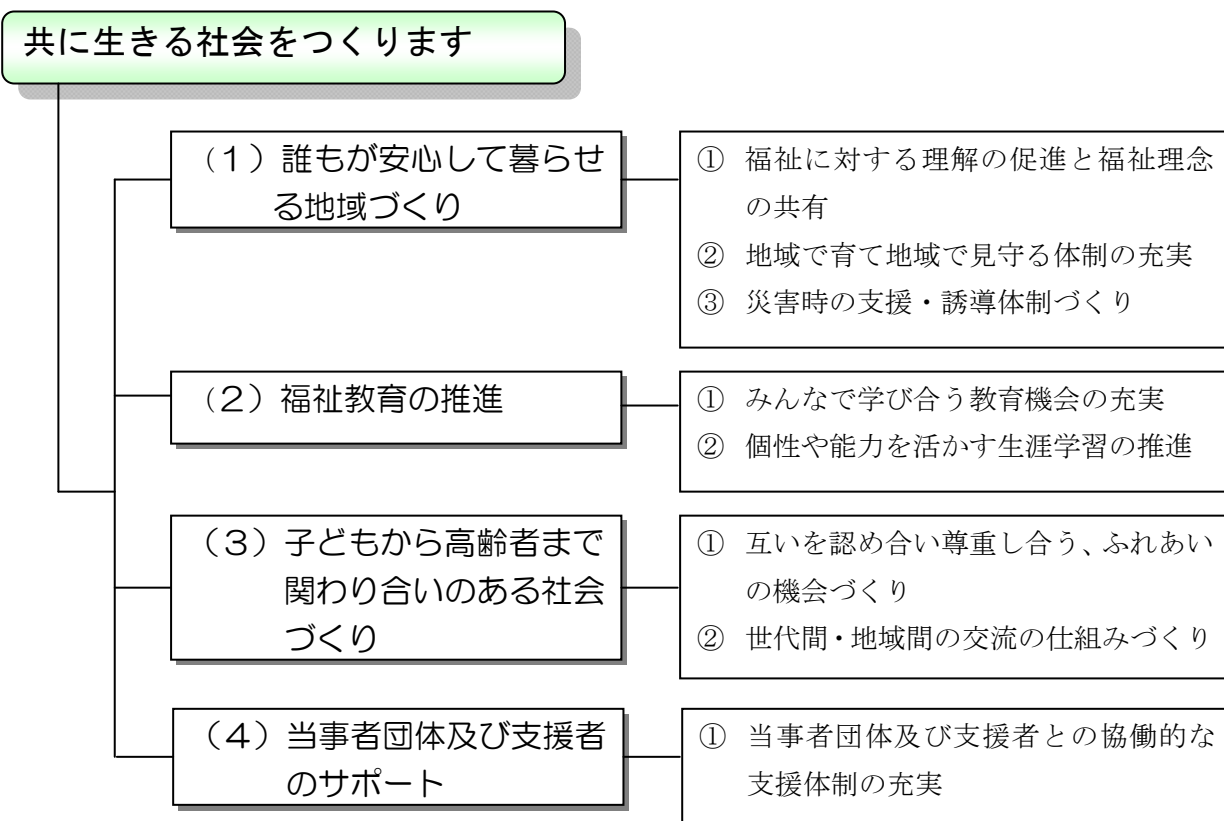 共に生きる社会をつくります
（１）誰もが安心して暮らせ
る地域づくり
① 福祉に対する理解の促進と福祉理念
の共有
② 地域で育て地域で見守る体制の充実
③ 災害時の支援・誘導体制づくり
（２）福祉教育の推進
① みんなで学び合う教育機会の充実
② 個性や能力を活かす生涯学習の推進
（３）子どもから高齢者まで
関わり合いのある社会
づくり
① 互いを認め合い尊重し合う、ふれあい
の機会づくり
② 世代間・地域間の交流の仕組みづくり
（４）当事者団体及び支援者
のサポート
① 当事者団体及び支援者との協働的な
支援体制の充実